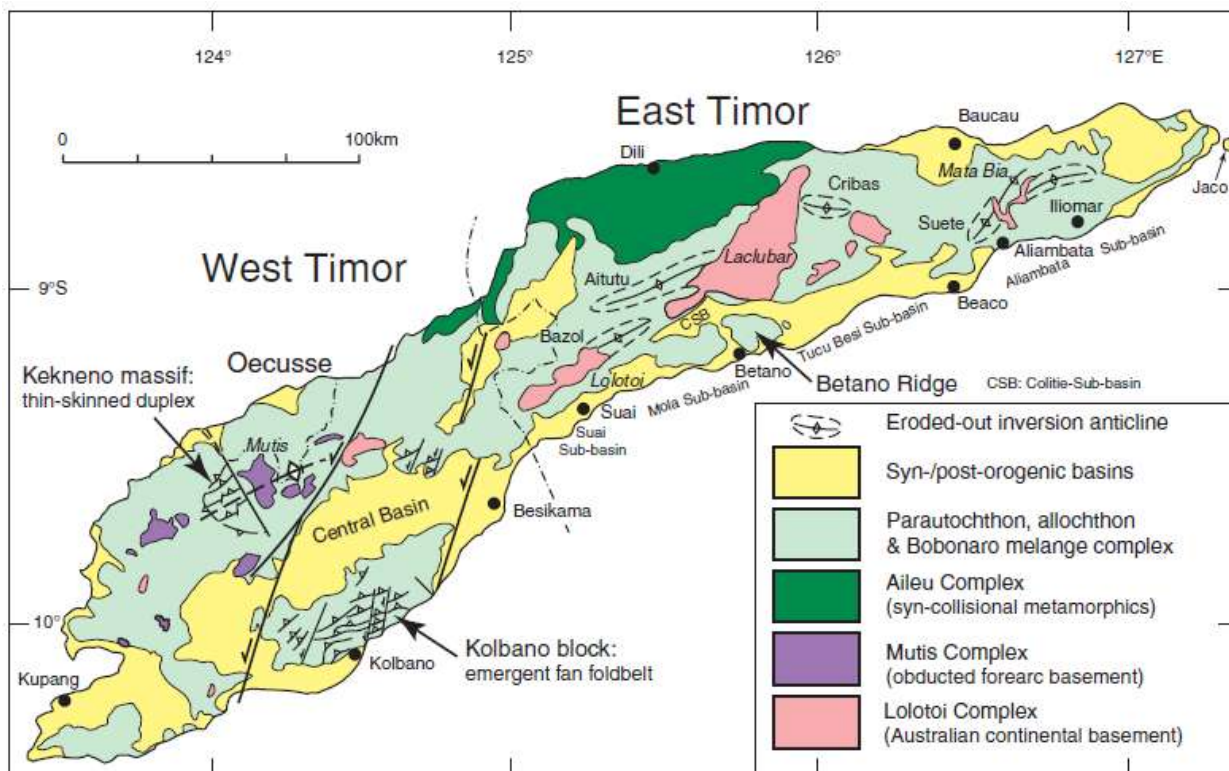 124°
125°
126°
127°E
0
100km
East Timor
Baucau
Dili
Mata Bia
Jaco
Cribas
Iliomar
Suete
West Timor
Laclubar
Aliambata Sub-basin
Aliambata
9°S
Aitutu
Beaco
CSB
Tucu Besi Sub-basin
Bazol
Oecusse
Betano
Kekneno massif:
thin-skinned duplex
Lolotoi
Mola Sub-basin
Betano Ridge
CSB: Colitie-Sub-basin
Suai
Suai
Sub-basin
Mutis
Central Basin
Besikama
10°
Kolbano
Kolbano block:
emergent fan foldbelt
Kupang
Eroded-out inversion anticline
Syn-/post-orogenic basins
Parautochthon, allochthon
& Bobonaro melange complex
Aileu Complex
(syn-collisional metamorphics)
Mutis Complex
(obducted forearc basement)
Lolotoi Complex
(Australian continental basement)